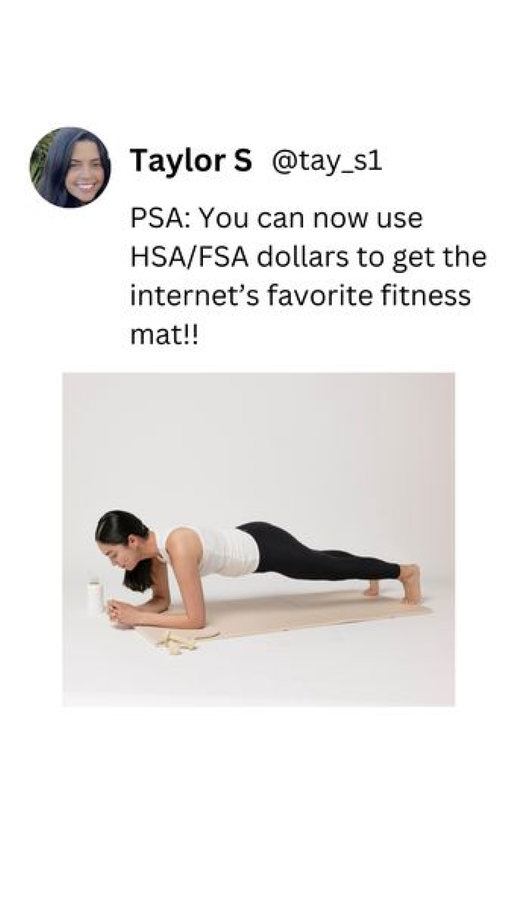 Taylor S @tay_s1
PSA: You can now use
HSA/FSA dollars to get the
internet’s favorite fitness
mat!!